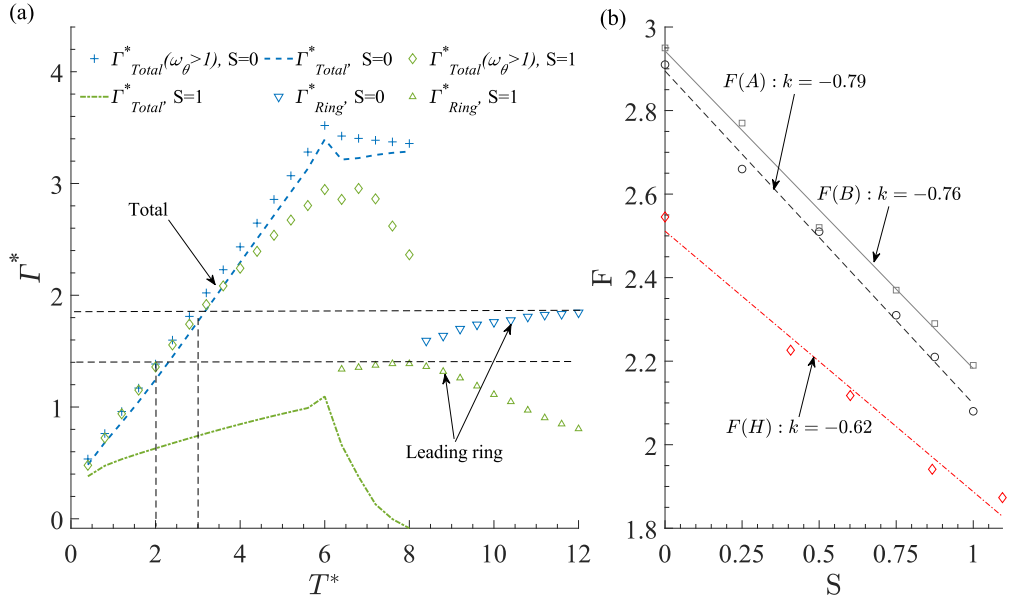 (a)
Γ*Total(ωθ>1), S=0
Γ*Total, S=0
Γ*Total(ωθ>1), S=1
Γ*Total, S=1
Γ*Ring, S=0
Γ*Ring, S=1
Total
Leading ring
Γ*
4
3
2
1
0
0 2 4 6 8 10 12
T*
(b)
F(A) : k = −0.79
F(B) : k = −0.76
F(H) : k = −0.62
F
3
2.8
2.6
2.5
2.4
2.2
2
1.8
0 0.25 0.5 0.75 1
S